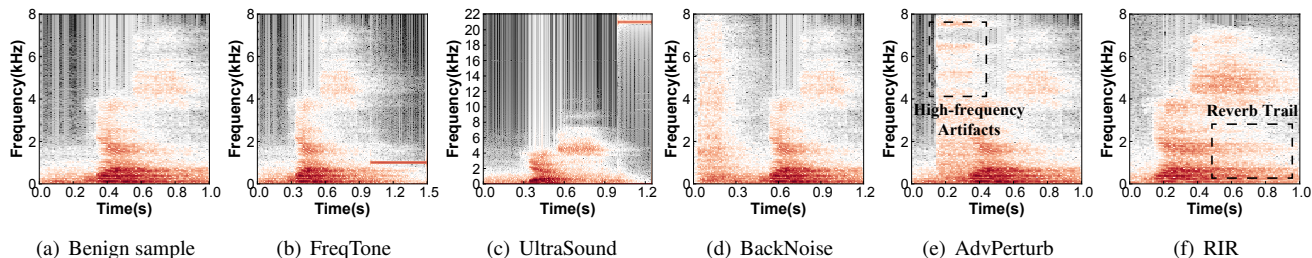 Frequency(kHz)
8
6
4
2
0
0.0 0.2 0.4 0.6 0.8 1.0
Time(s)
(a) Benign sample
Frequency(kHz)
8
6
4
2
0
0.0 0.3 0.6 0.9 1.2 1.5
Time(s)
(b) FreqTone
Frequency(kHz)
22
20
18
16
14
12
10
8
6
4
2
0
0.0 0.3 0.6 0.9 1.2
Time(s)
(c) UltraSound
Frequency(kHz)
8
6
4
2
0
0.0 0.3 0.6 0.9 1.2
Time(s)
(d) BackNoise
Frequency(kHz)
8
6
4
2
0
High-frequency
Artifacts
0.0 0.2 0.4 0.6 0.8 1.0
Time(s)
(e) AdvPerturb
Frequency(kHz)
8
6
4
2
0
Reverb Trail
0.0 0.2 0.4 0.6 0.8 1.0
Time(s)
(f) RIR